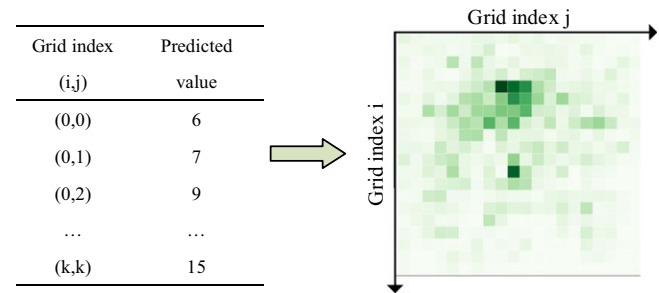 Grid index Predicted
(i,j) value
(0,0) 6
(0,1) 7
(0,2) 9
… …
(k,k) 15
Grid index j
Grid index i